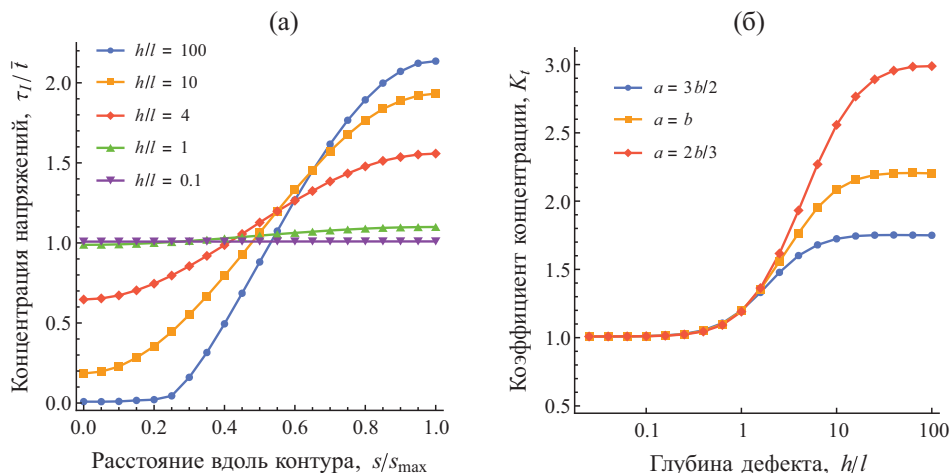 (а)
Концентрация напряжений, τl/t̄
2.0
1.5
1.0
0.5
0.0
h/l = 100
h/l = 10
h/l = 4
h/l = 1
h/l = 0.1
0.0 0.2 0.4 0.6 0.8 1.0
Расстояние вдоль контура, s/smax
(б)
Коэффициент концентрации, Kt
3.0
2.5
2.0
1.5
1.0
0.5
a = 3b/2
a = b
a = 2b/3
0.1 1 10 100
Глубина дефекта, h/l